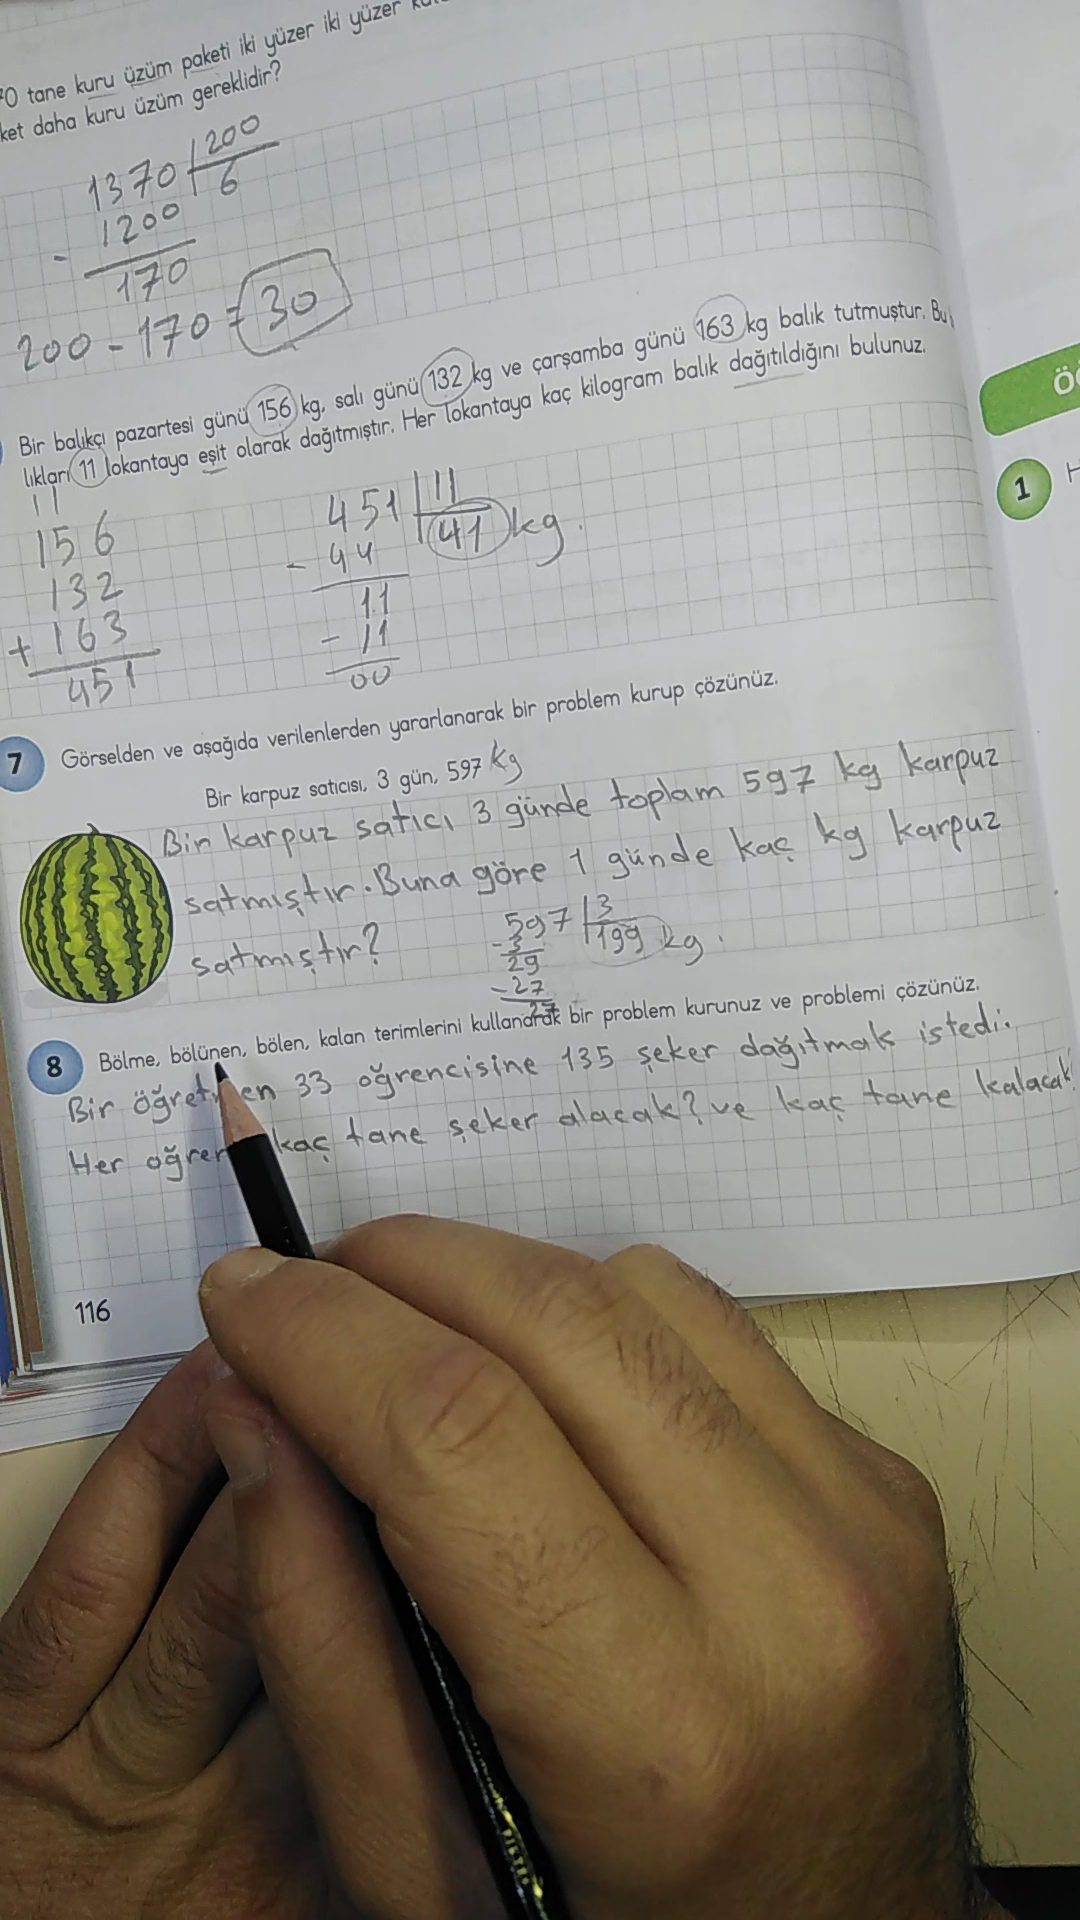 70 tane kuru üzüm paketi iki yüzer iki yüzer
ket daha kuru üzüm gereklidir?
1370 200
- 1200 6
170
200 - 170 = 30
Bir balıkçı pazartesi günü 156 kg, salı günü 132 kg ve çarşamba günü 163 kg balık tutmuştur. Bu
lıkları 11 lokantaya eşit olarak dağıtmıştır. Her lokantaya kaç kilogram balık dağıtıldığını bulunuz.
11
156
132
+ 163
451
451 11
- 44 41 kg.
11
- 11
00
ÖĞ
1 H
7 Görselden ve aşağıda verilenlerden yararlanarak bir problem kurup çözünüz.
Bir karpuz satıcısı, 3 gün, 597 kg
Bir karpuz satıcı 3 günde toplam 597 kg karpuz
satmıştır. Buna göre 1 günde kaç kg karpuz
satmıştır?
597 3
- 3 199 kg.
29
- 27
27
8 Bölme, bölünen, bölen, kalan terimlerini kullanarak bir problem kurunuz ve problemi çözünüz.
Bir öğretmen 33 öğrencisine 135 şeker dağıtmak istedi.
Her öğren kaç tane şeker alacak? ve kaç tane kalacak
116